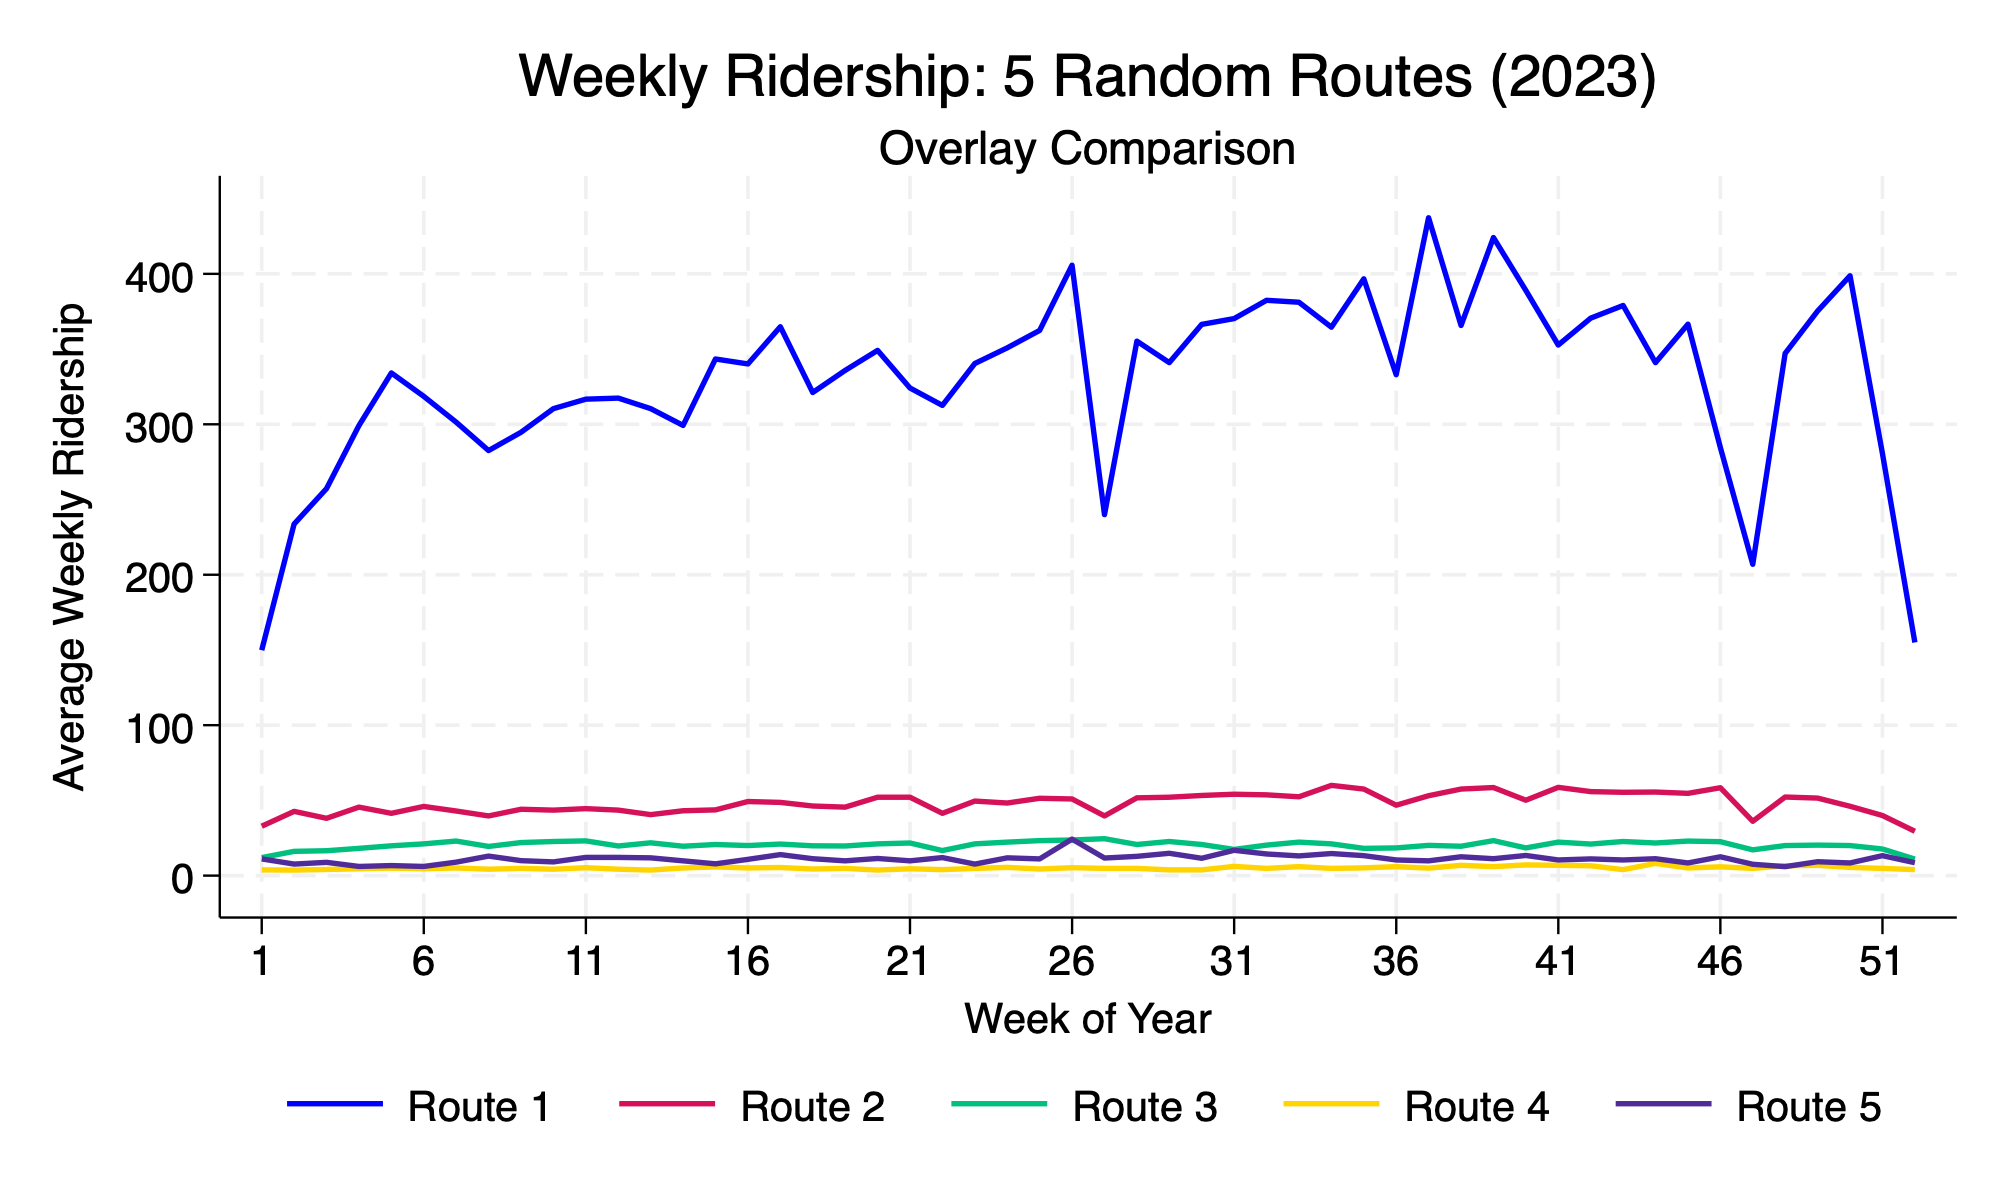 Weekly Ridership: 5 Random Routes (2023)
Overlay Comparison
Average Weekly Ridership
400
300
200
100
0
1 6 11 16 21 26 31 36 41 46 51
Week of Year
Route 1 Route 2 Route 3 Route 4 Route 5